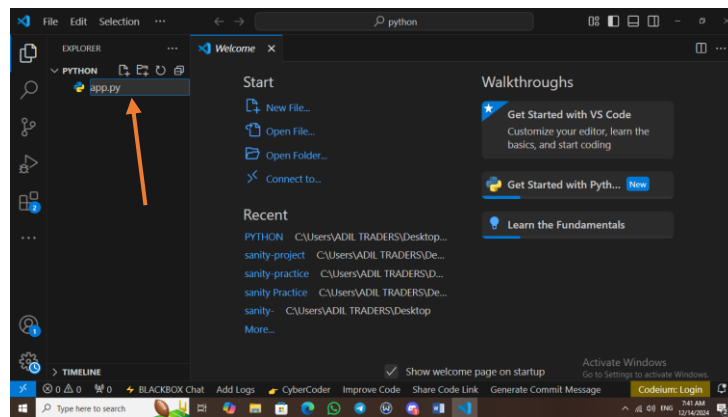 File Edit Selection ··· python
EXPLORER ···
Welcome
PYTHON
app.py
Start
New File...
Open File...
Open Folder...
Connect to...
Recent
PYTHON C:\Users\ADIL TRADERS\Desktop...
sanity-project C:\Users\ADIL TRADERS\De...
sanity-practice C:\Users\ADIL TRADERS\D...
sanity Practice C:\Users\ADIL TRADERS\De...
sanity- C:\Users\ADIL TRADERS\Desktop
More...
Walkthroughs
Get Started with VS Code
Customize your editor, learn the
basics, and start coding
Get Started with Pyth... New
Learn the Fundamentals
2
1
TIMELINE
Show welcome page on startup
Activate Windows
Go to Settings to activate Windows.
0 0 0 BLACKBOX Chat Add Logs CyberCoder Improve Code Share Code Link Generate Commit Message Codeium: Login
Type here to search
ENG 7:41 AM
12/14/2024